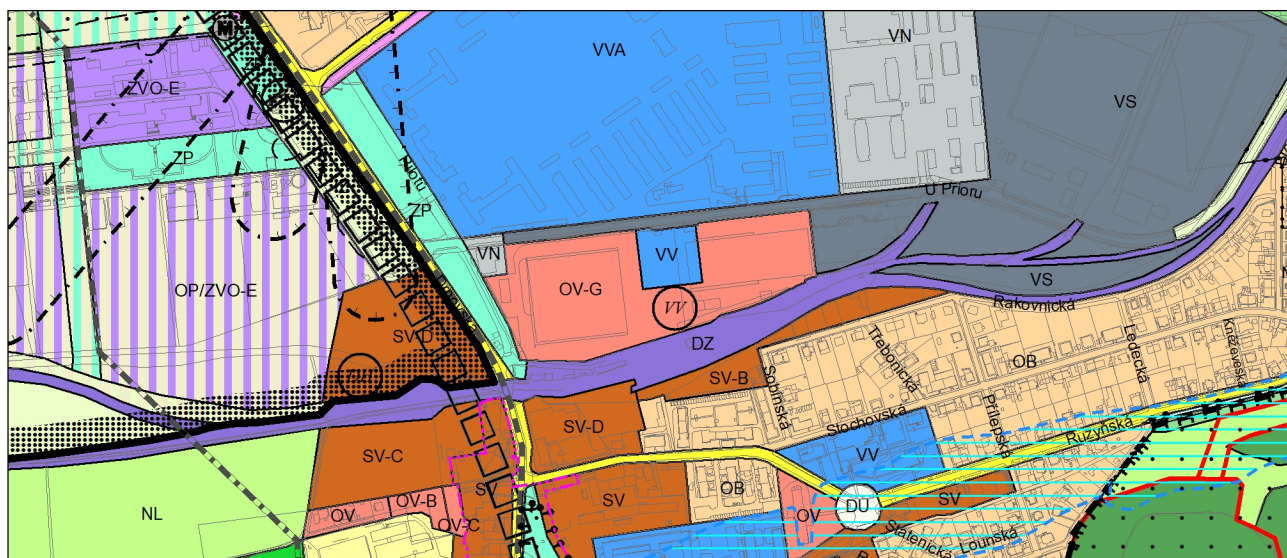 M
ZVO-E
ZP
OP/ZVO-E
VVA
VN
VS
U Prioru
ZP
VN
VV
OV-G
VV
VS
Rakovnická
SV-D
DZ
SV-B
OB
Třebonická
Ledecká
Kněževeská
Sobínská
Slochovská
Přílepská
Ruzyňská
SV-D
SV-C
VV
NL
OV
OV-B
OV-C
SV
OB
OV
DU
SV
Statenická
Lounská